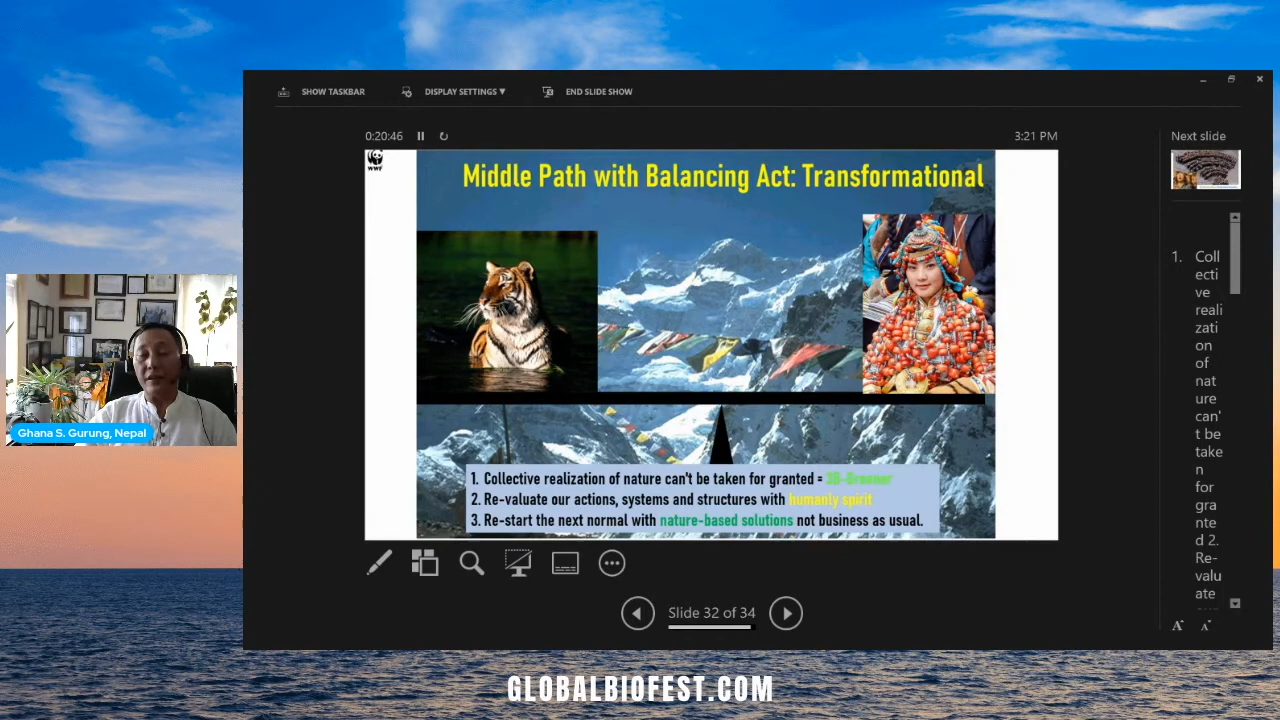 SHOW TASKBAR
DISPLAY SETTINGS ▼
END SLIDE SHOW
0:20:46
3:21 PM
Next slide
WWF
Middle Path with Balancing Act: Transformational
1. Collective realization of nature can't be taken for granted = 3B-Greener
2. Re-valuate our actions, systems and structures with humanly spirit
3. Re-start the next normal with nature-based solutions not business as usual.
1. Coll
ecti
ve
reali
zati
on
of
nat
ure
can'
t be
take
n
for
gra
nte
d 2.
Re-
valu
ate
Ghana S. Gurung, Nepal
Slide 32 of 34
A
A
GLOBALBIOFEST.COM